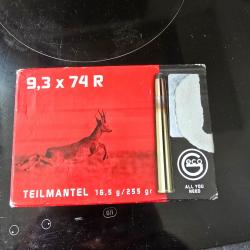 9,3 x 74 R
GECO
ALL YOU
NEED
TEILMANTEL 16,5 g/255 gr